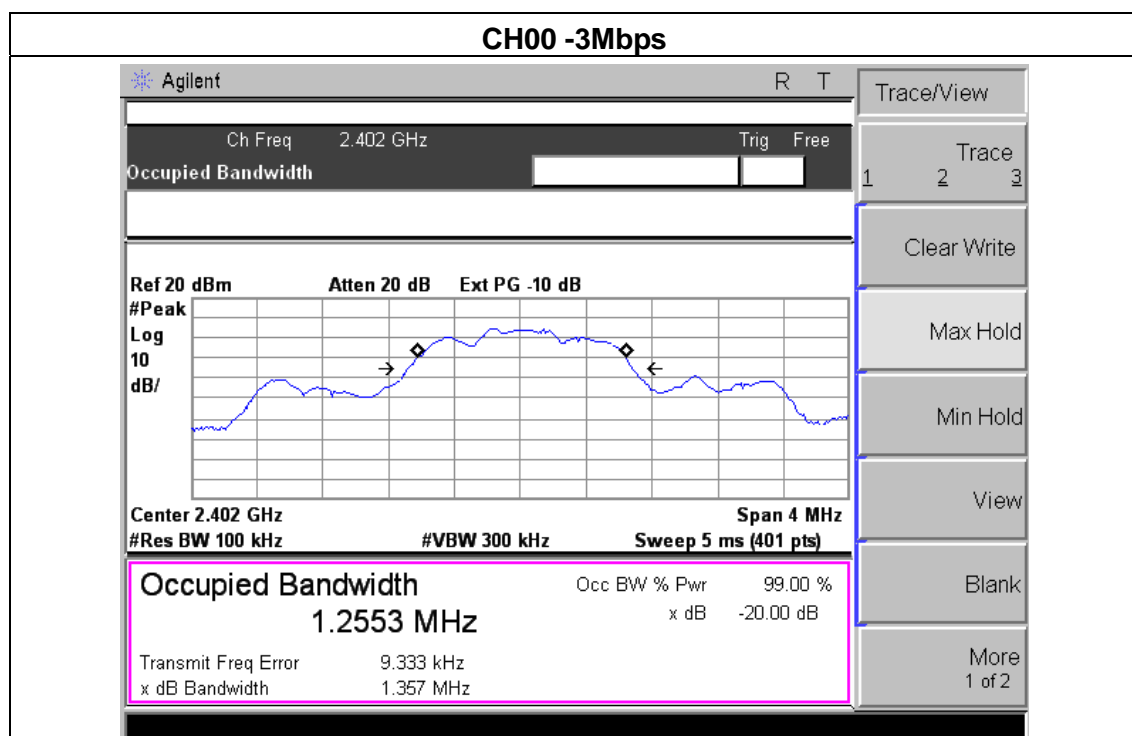 CH00 -3Mbps
Agilent R T
Ch Freq 2.402 GHz Trig Free
Occupied Bandwidth
Ref 20 dBm Atten 20 dB Ext PG -10 dB
#Peak
Log
10
dB/
Center 2.402 GHz Span 4 MHz
#Res BW 100 kHz #VBW 300 kHz Sweep 5 ms (401 pts)
Occupied Bandwidth Occ BW % Pwr 99.00 %
1.2553 MHz x dB -20.00 dB
Transmit Freq Error 9.333 kHz
x dB Bandwidth 1.357 MHz
Trace/View
Trace
1 2 3
Clear Write
Max Hold
Min Hold
View
Blank
More
1 of 2